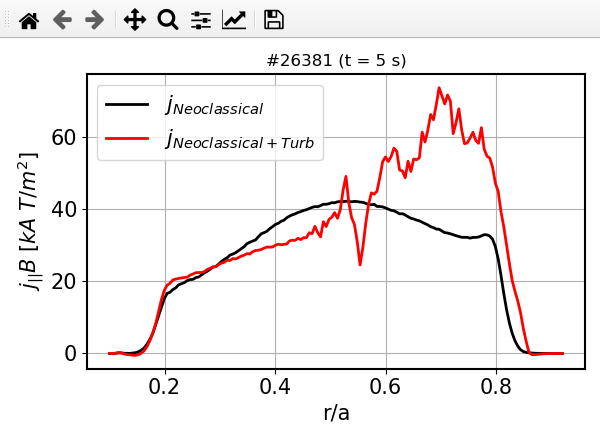 #26381 (t = 5 s)
j_Neoclassical
j_Neoclassical+Turb
j_||B [kA T/m²]
60
40
20
0
0.2 0.4 0.6 0.8
r/a